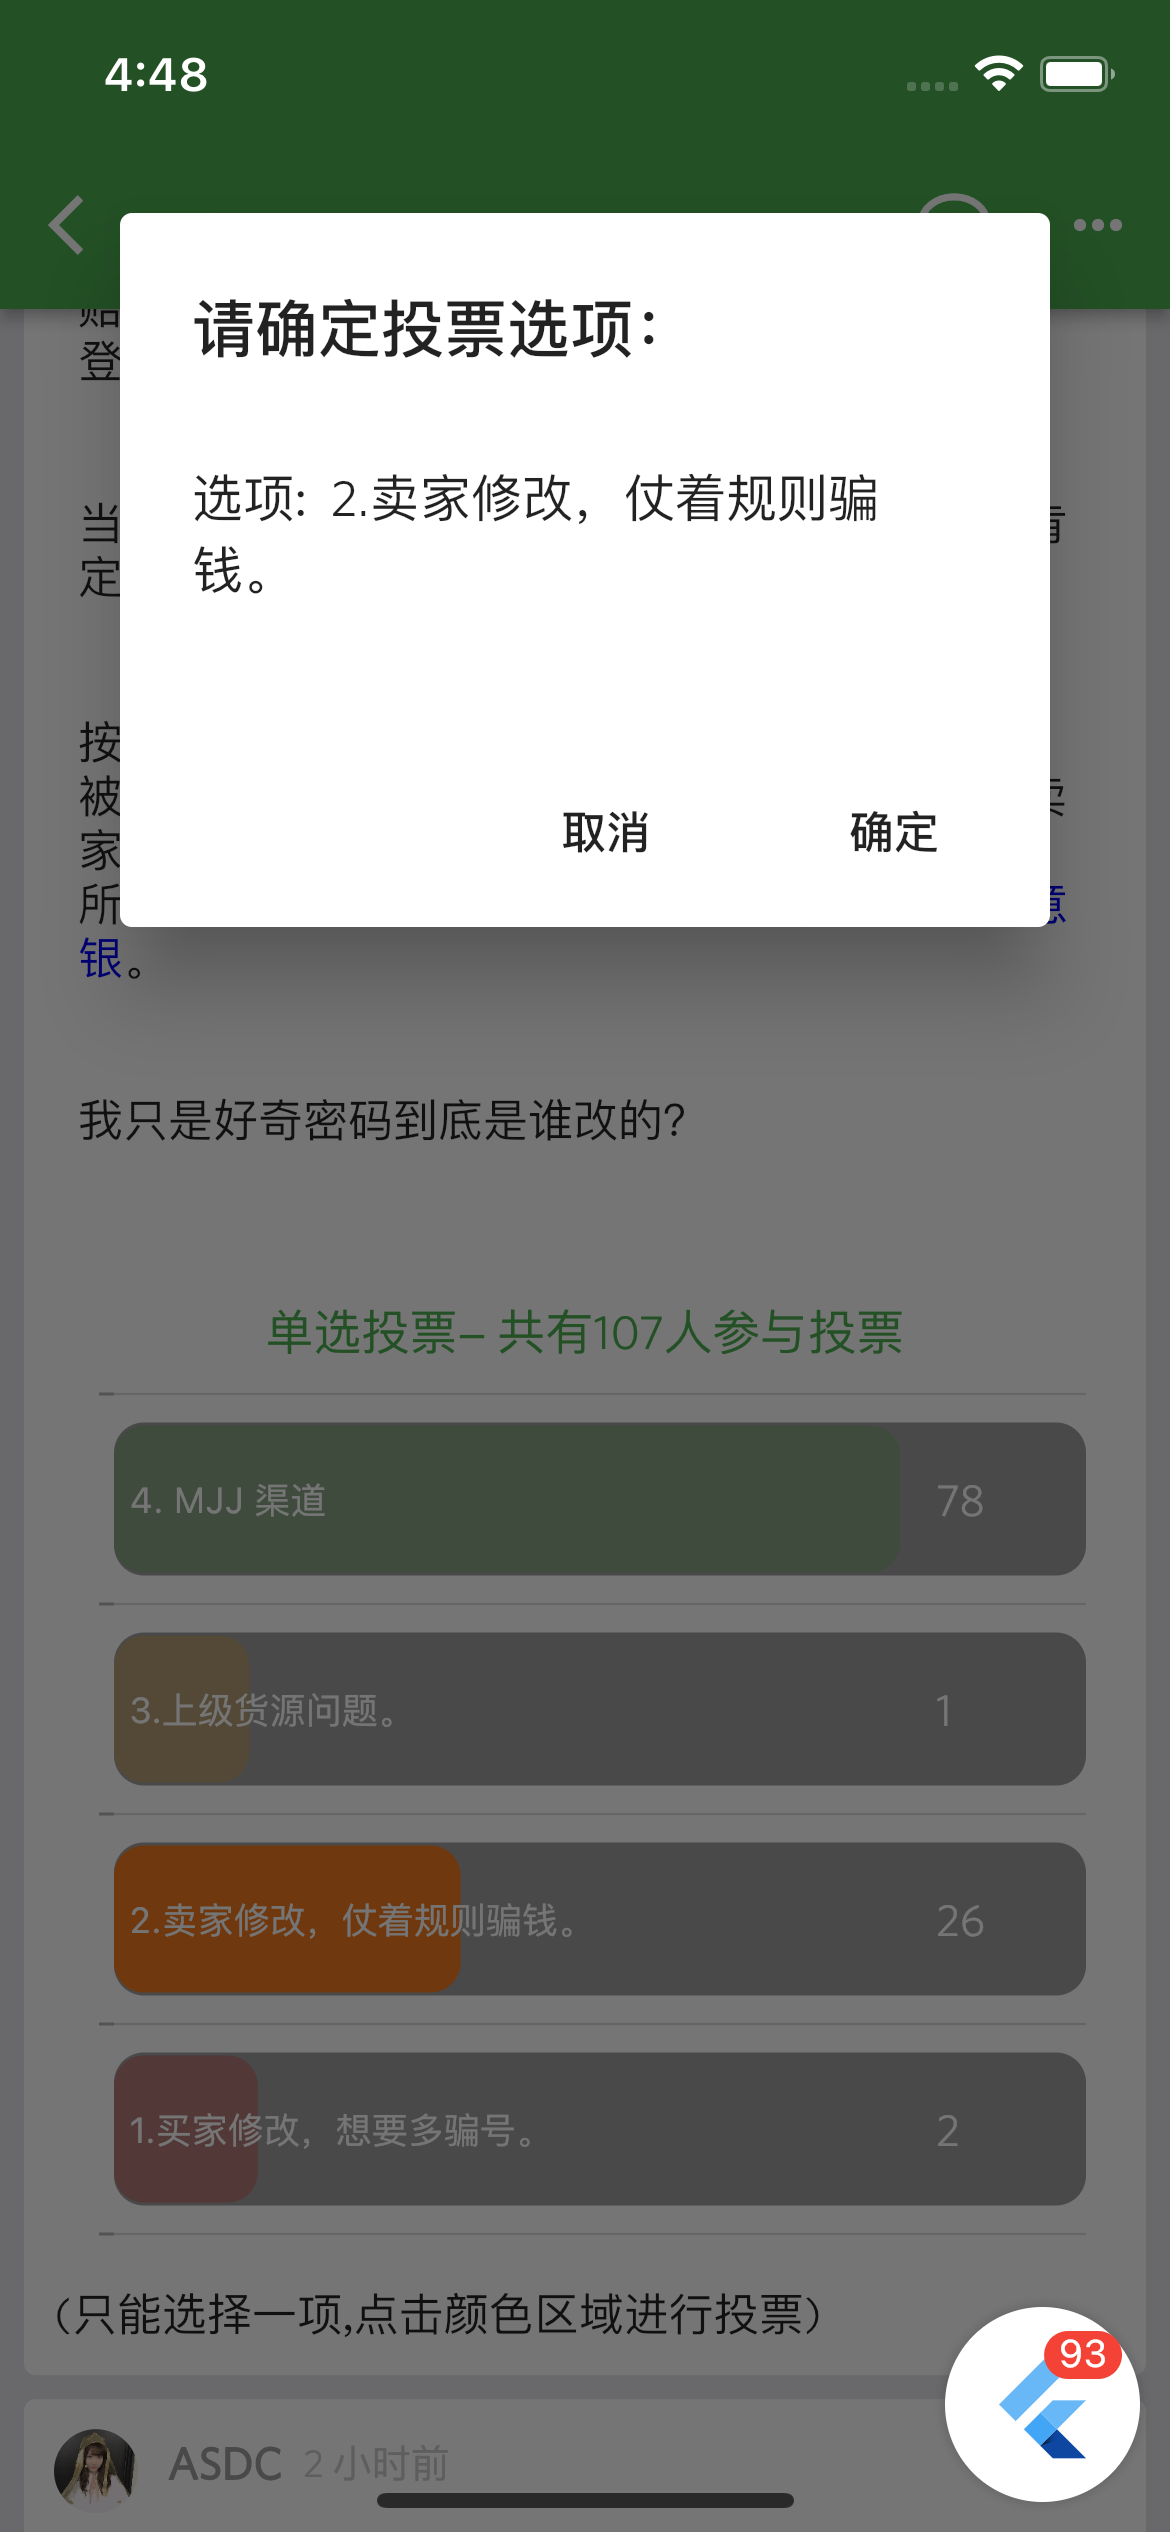 4:48
请确定投票选项：
选项: 2.卖家修改，仗着规则骗
钱。
取消
确定
登
当
定
按
被
家
所
意
银。
我只是好奇密码到底是谁改的?
单选投票– 共有107人参与投票
4. MJJ 渠道
78
3.上级货源问题。
1
2.卖家修改，仗着规则骗钱。
26
1.买家修改，想要多骗号。
2
(只能选择一项,点击颜色区域进行投票)
93
ASDC 2 小时前